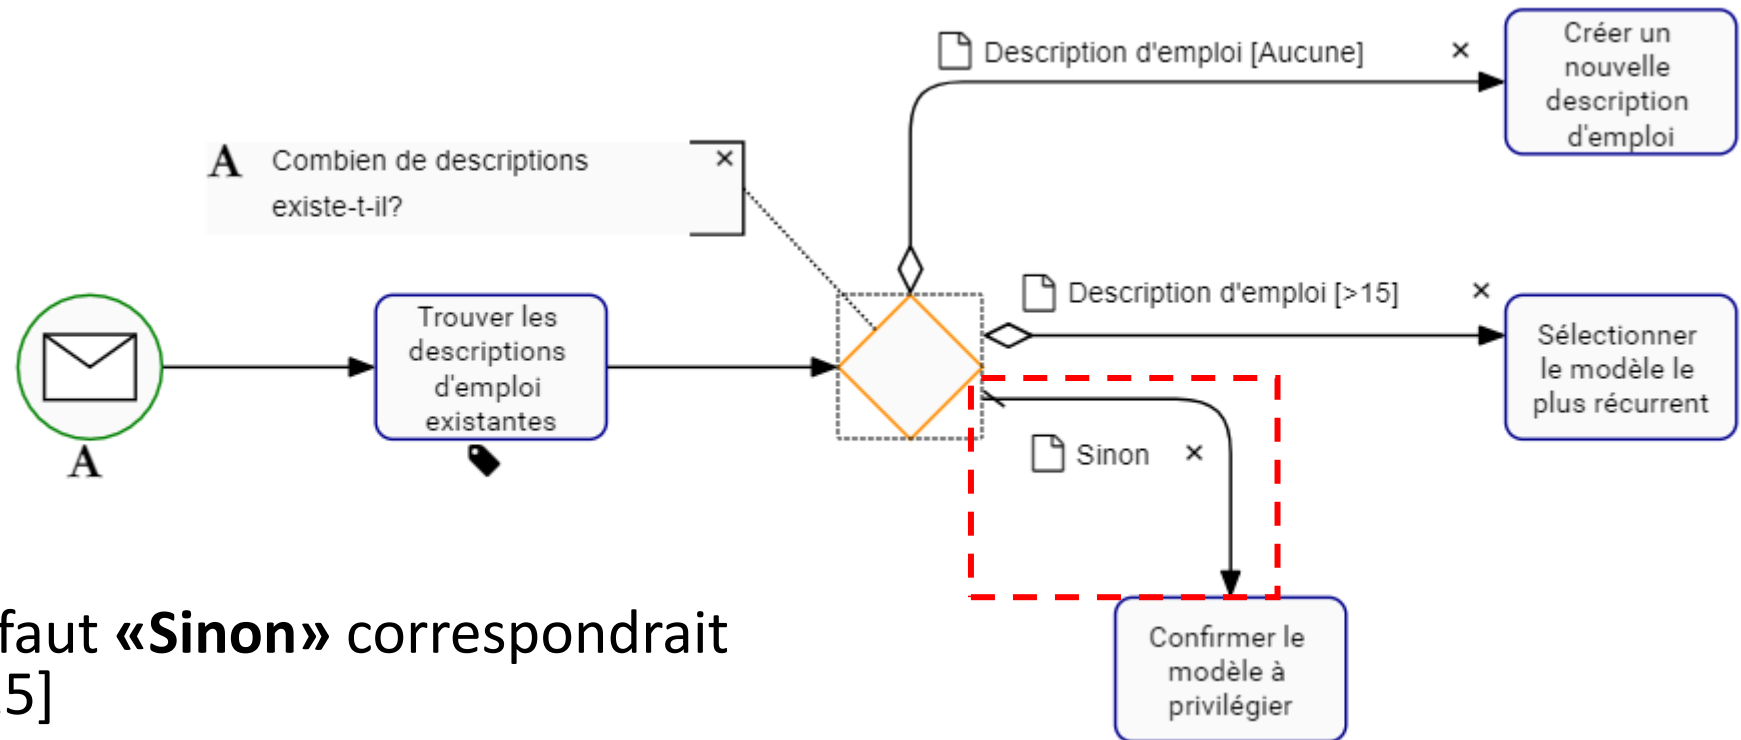 Description d'emploi [Aucune]
Créer un
nouvelle
description
d'emploi
A Combien de descriptions
existe-t-il?
Description d'emploi [>15]
Trouver les
descriptions
d'emploi
existantes
Sélectionner
le modèle le
plus récurrent
A
Sinon
faut «Sinon» correspondrait
5]
Confirmer le
modèle à
privilégier